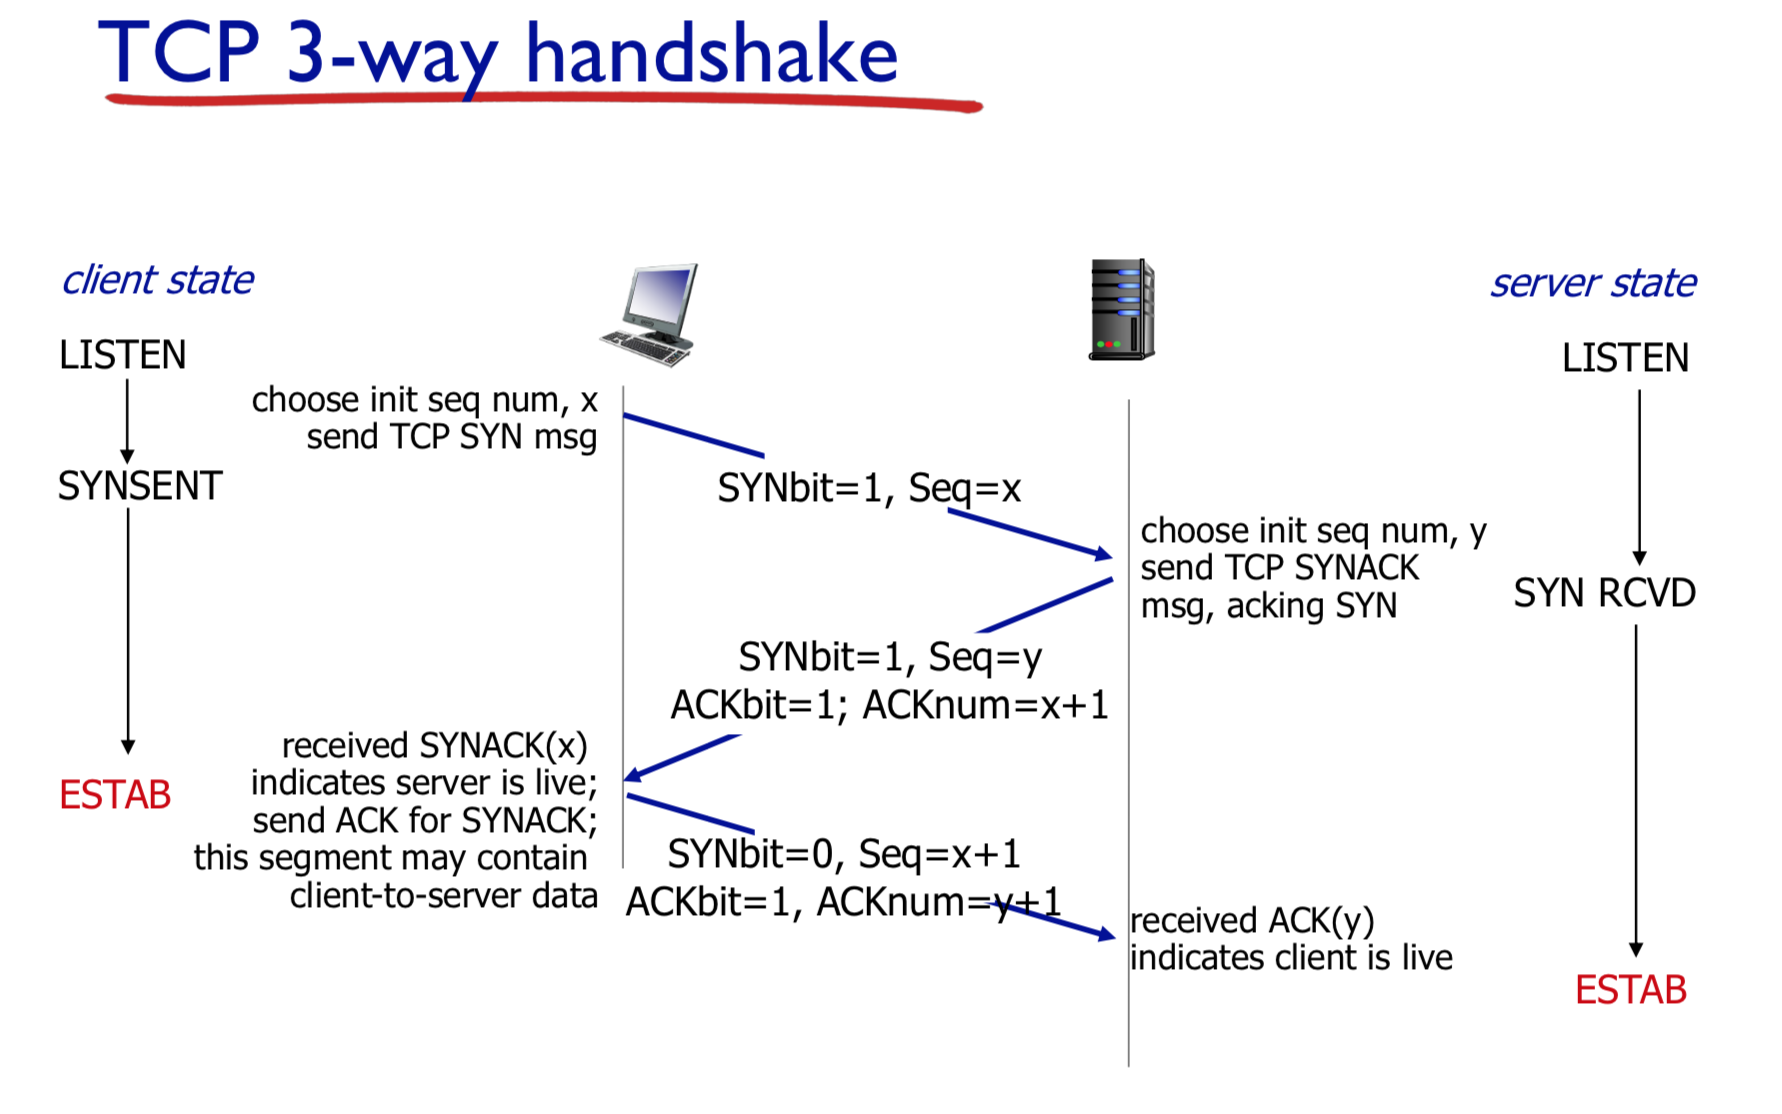 TCP 3-way handshake
client state
server state
LISTEN
LISTEN
choose init seq num, x
send TCP SYN msg
SYNSENT
SYNbit=1, Seq=x
choose init seq num, y
send TCP SYNACK
msg, acking SYN
SYN RCVD
SYNbit=1, Seq=y
ACKbit=1; ACKnum=x+1
received SYNACK(x)
indicates server is live;
send ACK for SYNACK;
this segment may contain
client-to-server data
ESTAB
SYNbit=0, Seq=x+1
ACKbit=1, ACKnum=y+1
received ACK(y)
indicates client is live
ESTAB